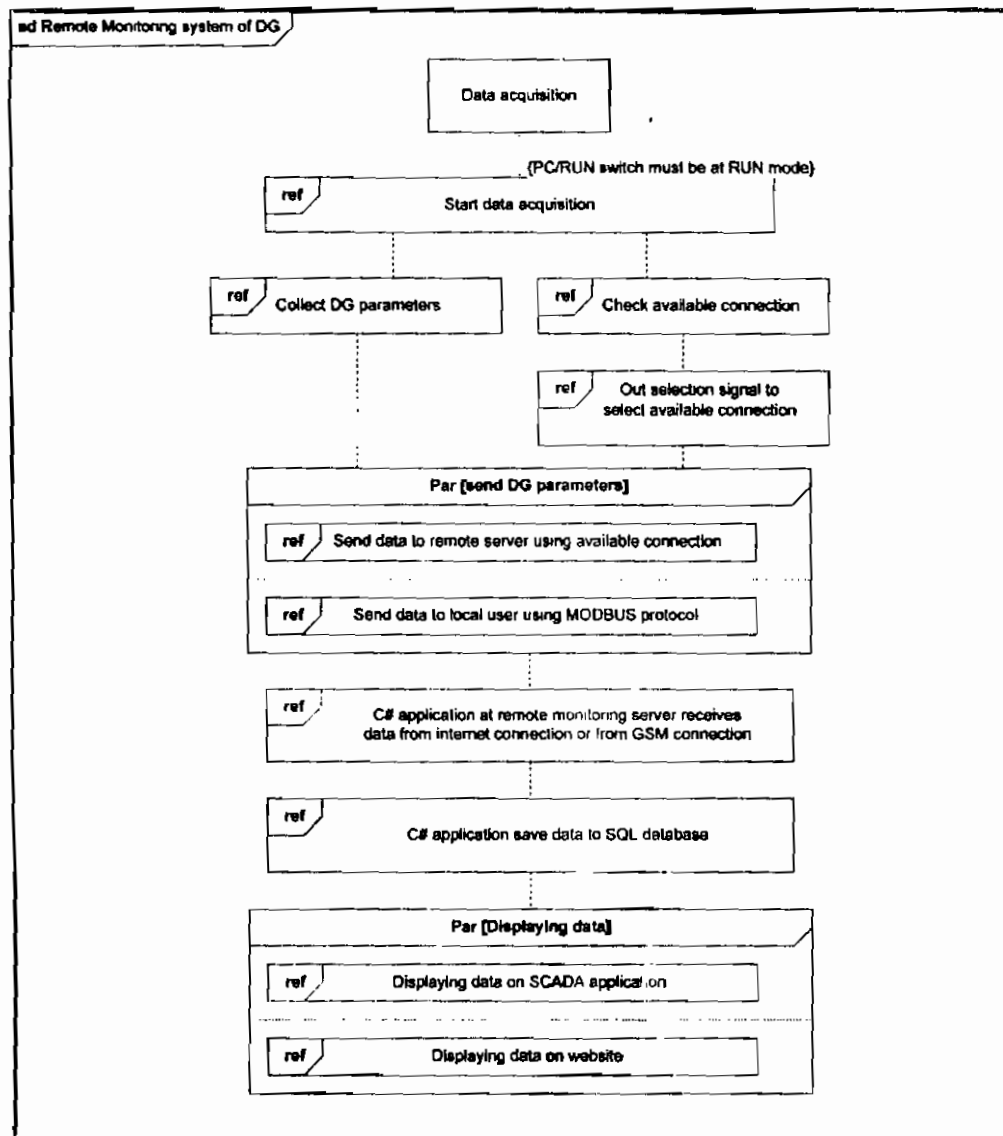 sd Remote Monitoring system of DG
Data acquisition
{PC/RUN switch must be at RUN mode}
ref
Start data acquisition
ref
Collect DG parameters
ref
Check available connection
ref
Out selection signal to
select available connection
Par [send DG parameters]
ref
Send data to remote server using available connection
ref
Send data to local user using MODBUS protocol
ref
C# application at remote monitoring server receives
data from internet connection or from GSM connection
ref
C# application save data to SQL database
Par [Displaying data]
ref
Displaying data on SCADA application
ref
Displaying data on website